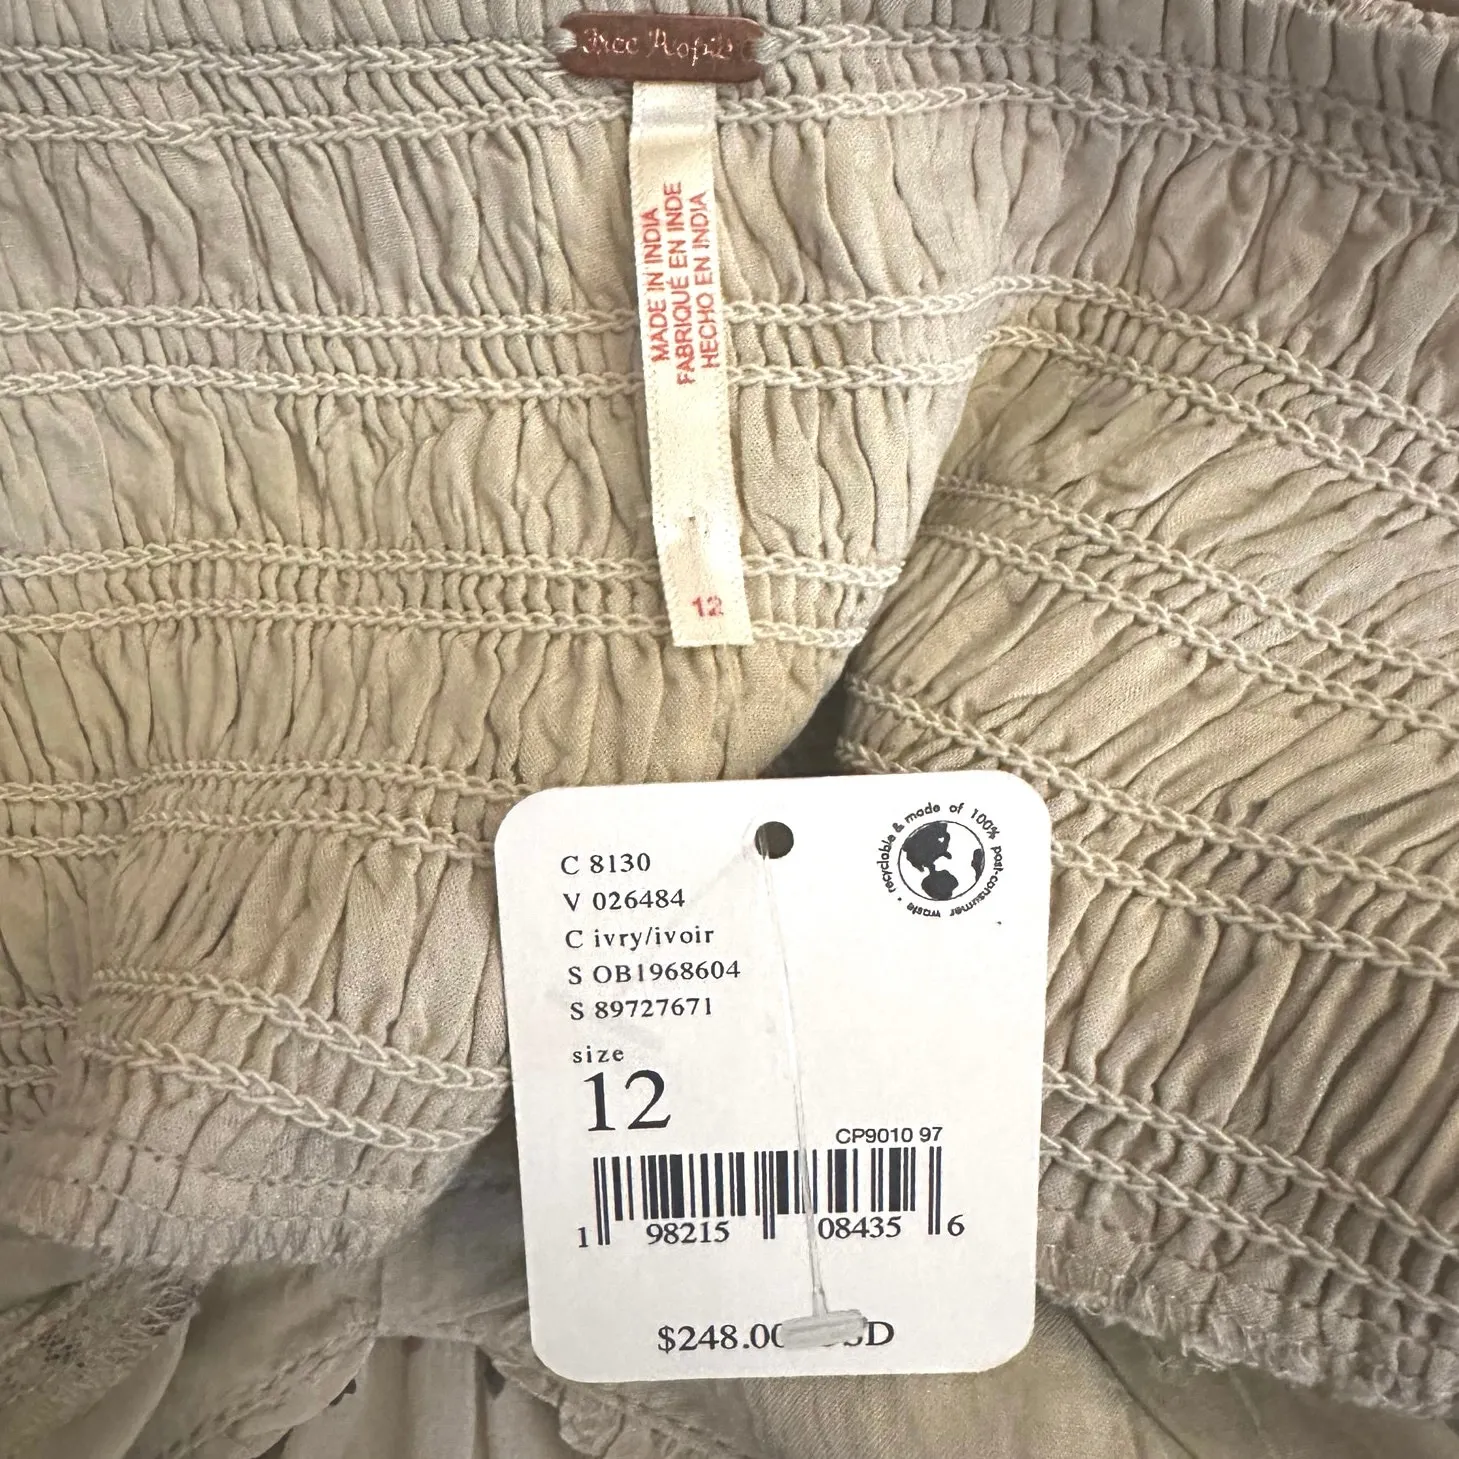 Free People
MADE IN INDIA
FABRIQUÉ EN INDE
HECHO EN INDIA
12
recyclable & made of 100% post-consumer waste •
C 8130
V 026484
C ivry/ivoir
S OB1968604
S 89727671
size
12
CP9010 97
1 98215 08435 6
$248.00 USD